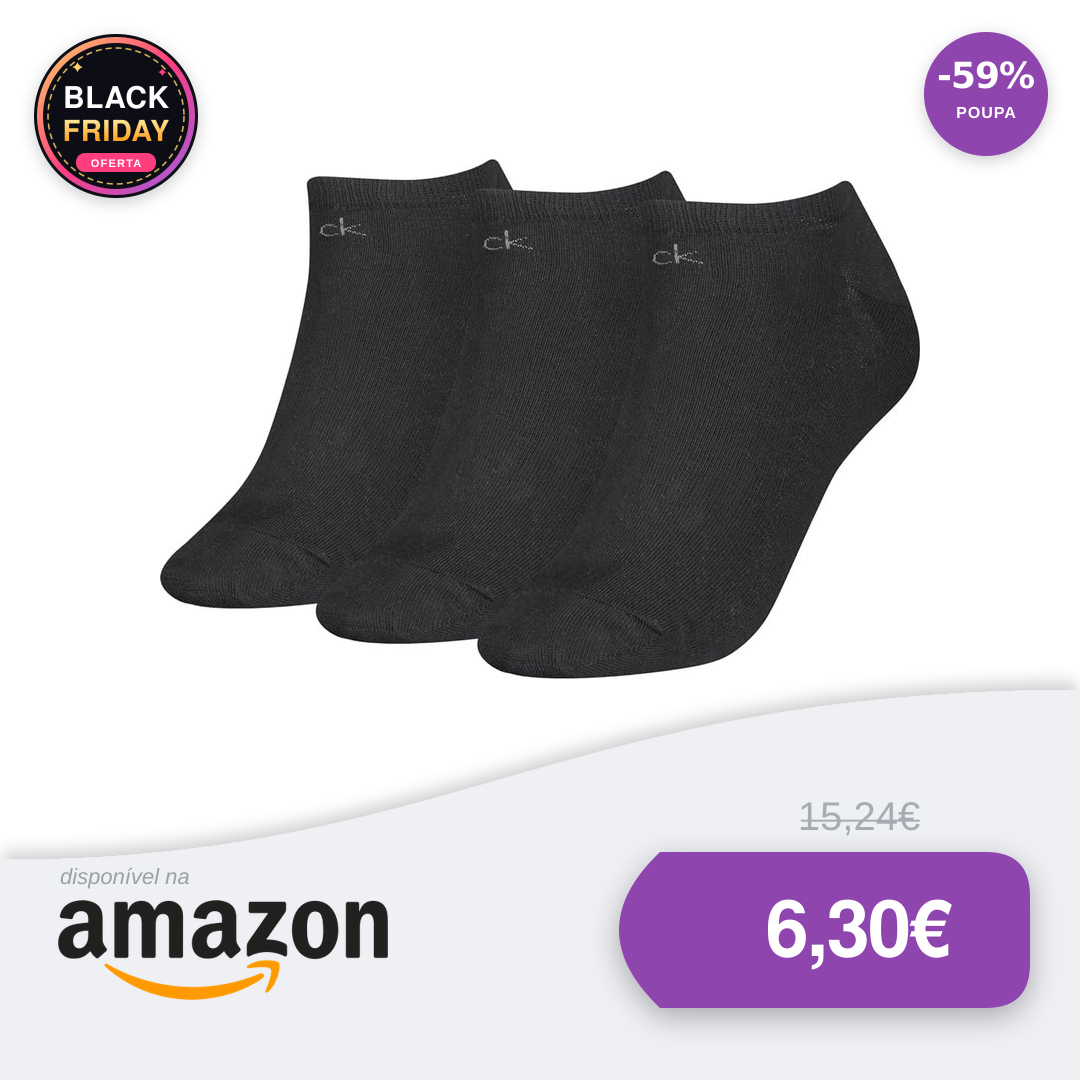 BLACK
FRIDAY
OFERTA
-59%
POUPA
ck.
ck.
ck.
15,24€
disponível na
amazon
6,30€